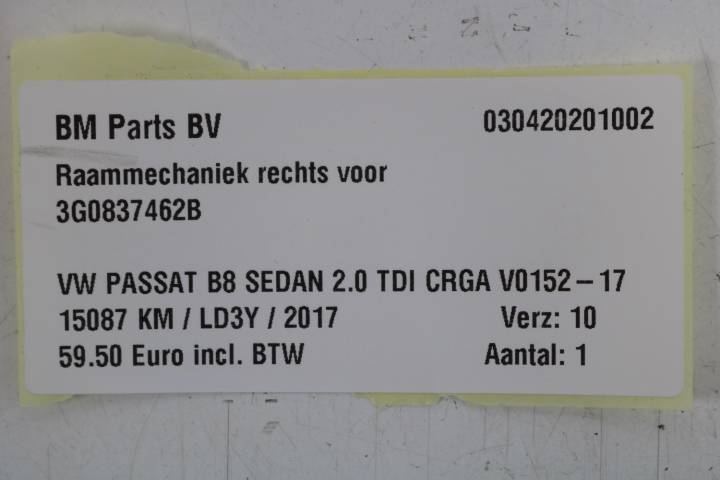 BM Parts BV 030420201002
Raammechaniek rechts voor
3G0837462B
VW PASSAT B8 SEDAN 2.0 TDI CRGA V0152-17
15087 KM / LD3Y / 2017 Verz: 10
59.50 Euro incl. BTW Aantal: 1